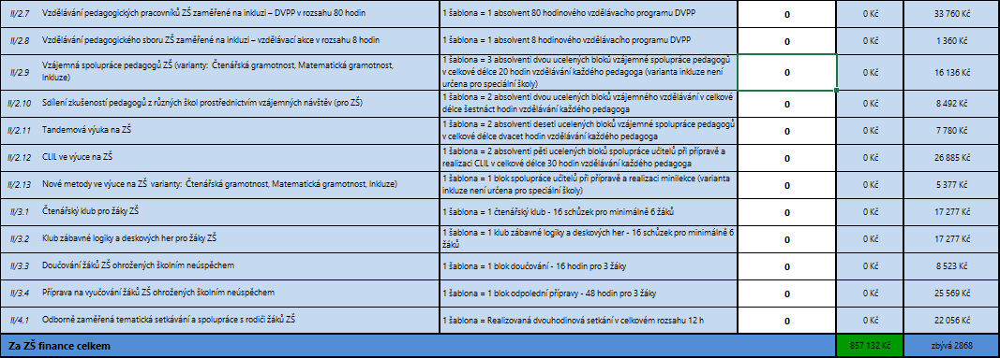 II/2.7 Vzdělávání pedagogických pracovníků ZŠ zaměřené na inkluzi – DVPP v rozsahu 80 hodin 1 šablona = 1 absolvent 80 hodinového vzdělávacího programu DVPP 0 0 Kč 33 760 Kč
II/2.8 Vzdělávání pedagogického sboru ZŠ zaměřené na inkluzi – vzdělávací akce v rozsahu 8 hodin 1 šablona = 1 absolvent 8 hodinového vzdělávacího programu DVPP 0 0 Kč 1 360 Kč
II/2.9 Vzájemná spolupráce pedagogů ZŠ (varianty: Čtenářská gramotnost, Matematická gramotnost,
Inkluze)
1 šablona = 3 absolventi dvou ucelených bloků vzájemné spolupráce pedagogů
v celkové délce 20 hodin vzdělávání každého pedagoga (varianta inkluze není
určena pro speciální školy)
0 0 Kč 16 136 Kč
II/2.10 Sdílení zkušeností pedagogů z různých škol prostřednictvím vzájemných návštěv (pro ZŠ)
1 šablona = 2 absolventi dvou ucelených bloků vzájemného vzdělávání v celkové
délce šestnáct hodin vzdělávání každého pedagoga
0 0 Kč 8 492 Kč
II/2.11 Tandemová výuka na ZŠ
1 šablona = 2 absolventi deseti ucelených bloků vzájemné spolupráce pedagogů
v celkové délce dvacet hodin vzdělávání každého pedagoga
0 0 Kč 7 780 Kč
II/2.12 CLIL ve výuce na ZŠ
1 šablona = 2 absolventi pěti ucelených bloků spolupráce učitelů při přípravě a
realizaci CLIL v celkové délce 30 hodin vzdělávání každého pedagoga
0 0 Kč 26 885 Kč
II/2.13 Nové metody ve výuce na ZŠ varianty: Čtenářská gramotnost, Matematická gramotnost, Inkluze)
1 šablona = 1 blok spolupráce učitelů při přípravě a realizaci minilekce (varianta
inkluze není určena pro speciální školy)
0 0 Kč 5 377 Kč
II/3.1 Čtenářský klub pro žáky ZŠ 1 šablona = 1 čtenářský klub - 16 schůzek pro minimálně 6 žáků 0 0 Kč 17 277 Kč
II/3.2 Klub zábavné logiky a deskových her pro žáky ZŠ
1 šablona = 1 klub zábavné logiky a deskových her - 16 schůzek pro minimálně 6
žáků
0 0 Kč 17 277 Kč
II/3.3 Doučování žáků ZŠ ohrožených školním neúspěchem 1 šablona = 1 blok doučování - 16 hodin pro 3 žáky 0 0 Kč 8 523 Kč
II/3.4 Příprava na vyučování žáků ZŠ ohrožených školním neúspěchem 1 šablona = 1 blok odpolední přípravy - 48 hodin pro 3 žáky 0 0 Kč 25 569 Kč
II/4.1 Odborně zaměřená tematická setkávání a spolupráce s rodiči žáků ZŠ 1 šablona = Realizovaná dvouhodinová setkání v celkovém rozsahu 12 h 0 0 Kč 22 056 Kč
Za ZŠ finance celkem 857 132 Kč zbývá 2868